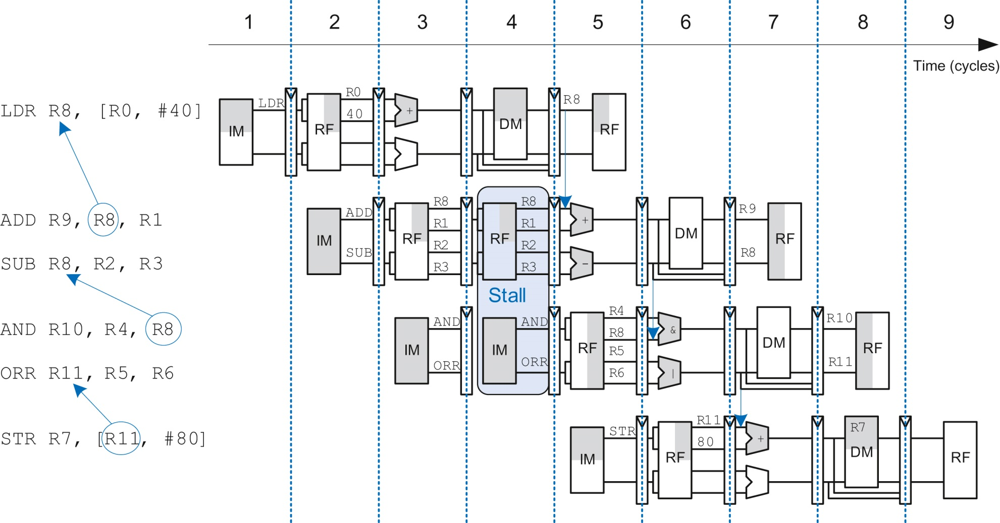 1 2 3 4 5 6 7 8 9
Time (cycles)
LDR R8, [R0, #40]
IM LDR RF R0 40 + DM R8 RF
ADD R9, R8, R1
SUB R8, R2, R3
IM ADD SUB RF R8 R1 R2 R3 RF R8 R1 R2 R3 + - DM R9 R8 RF
Stall
AND R10, R4, R8
ORR R11, R5, R6
IM AND ORR IM AND ORR RF R4 R8 R5 R6 & | DM R10 R11 RF
STR R7, [R11, #80]
IM STR RF R11 80 + R7 DM RF